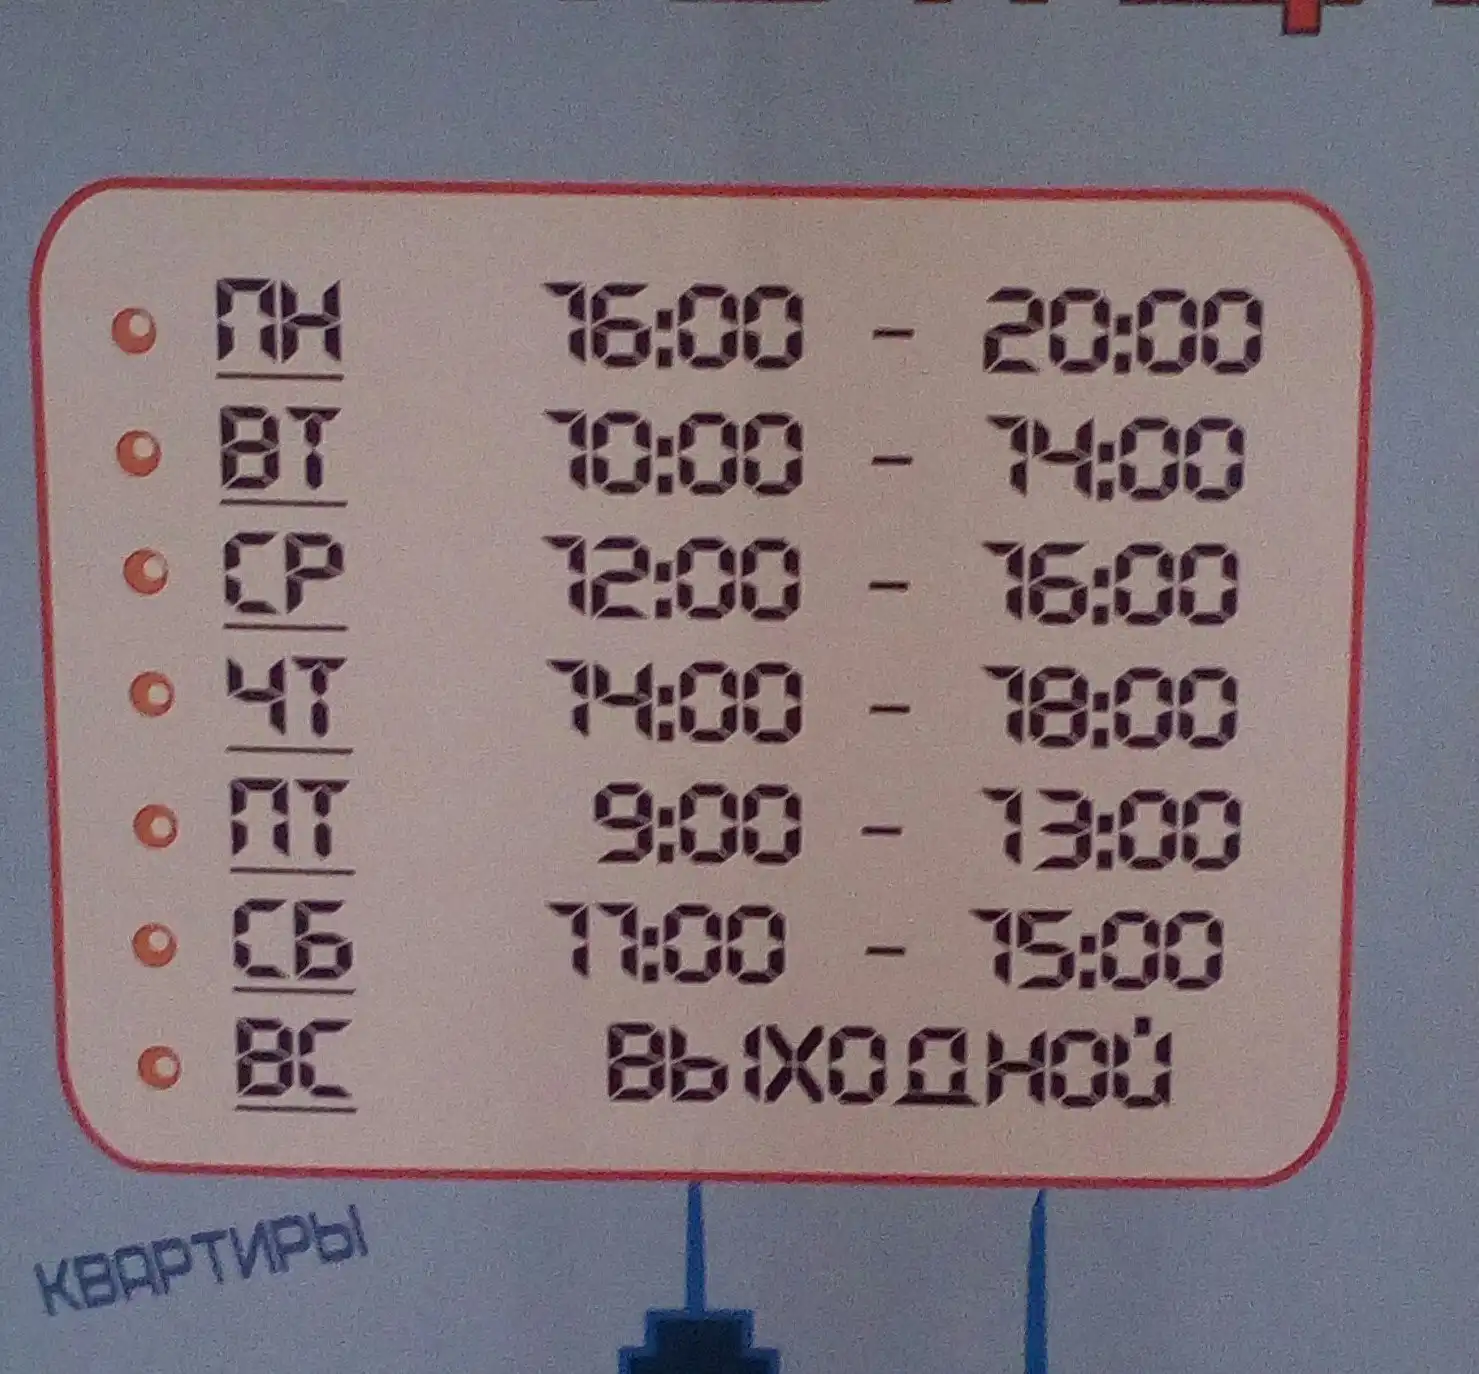 ПН 16:00 - 20:00
ВТ 10:00 - 14:00
СР 12:00 - 16:00
ЧТ 14:00 - 18:00
ПТ 9:00 - 13:00
СБ 11:00 - 15:00
ВС ВЫХОДНОЙ
КВАРТИРЫ